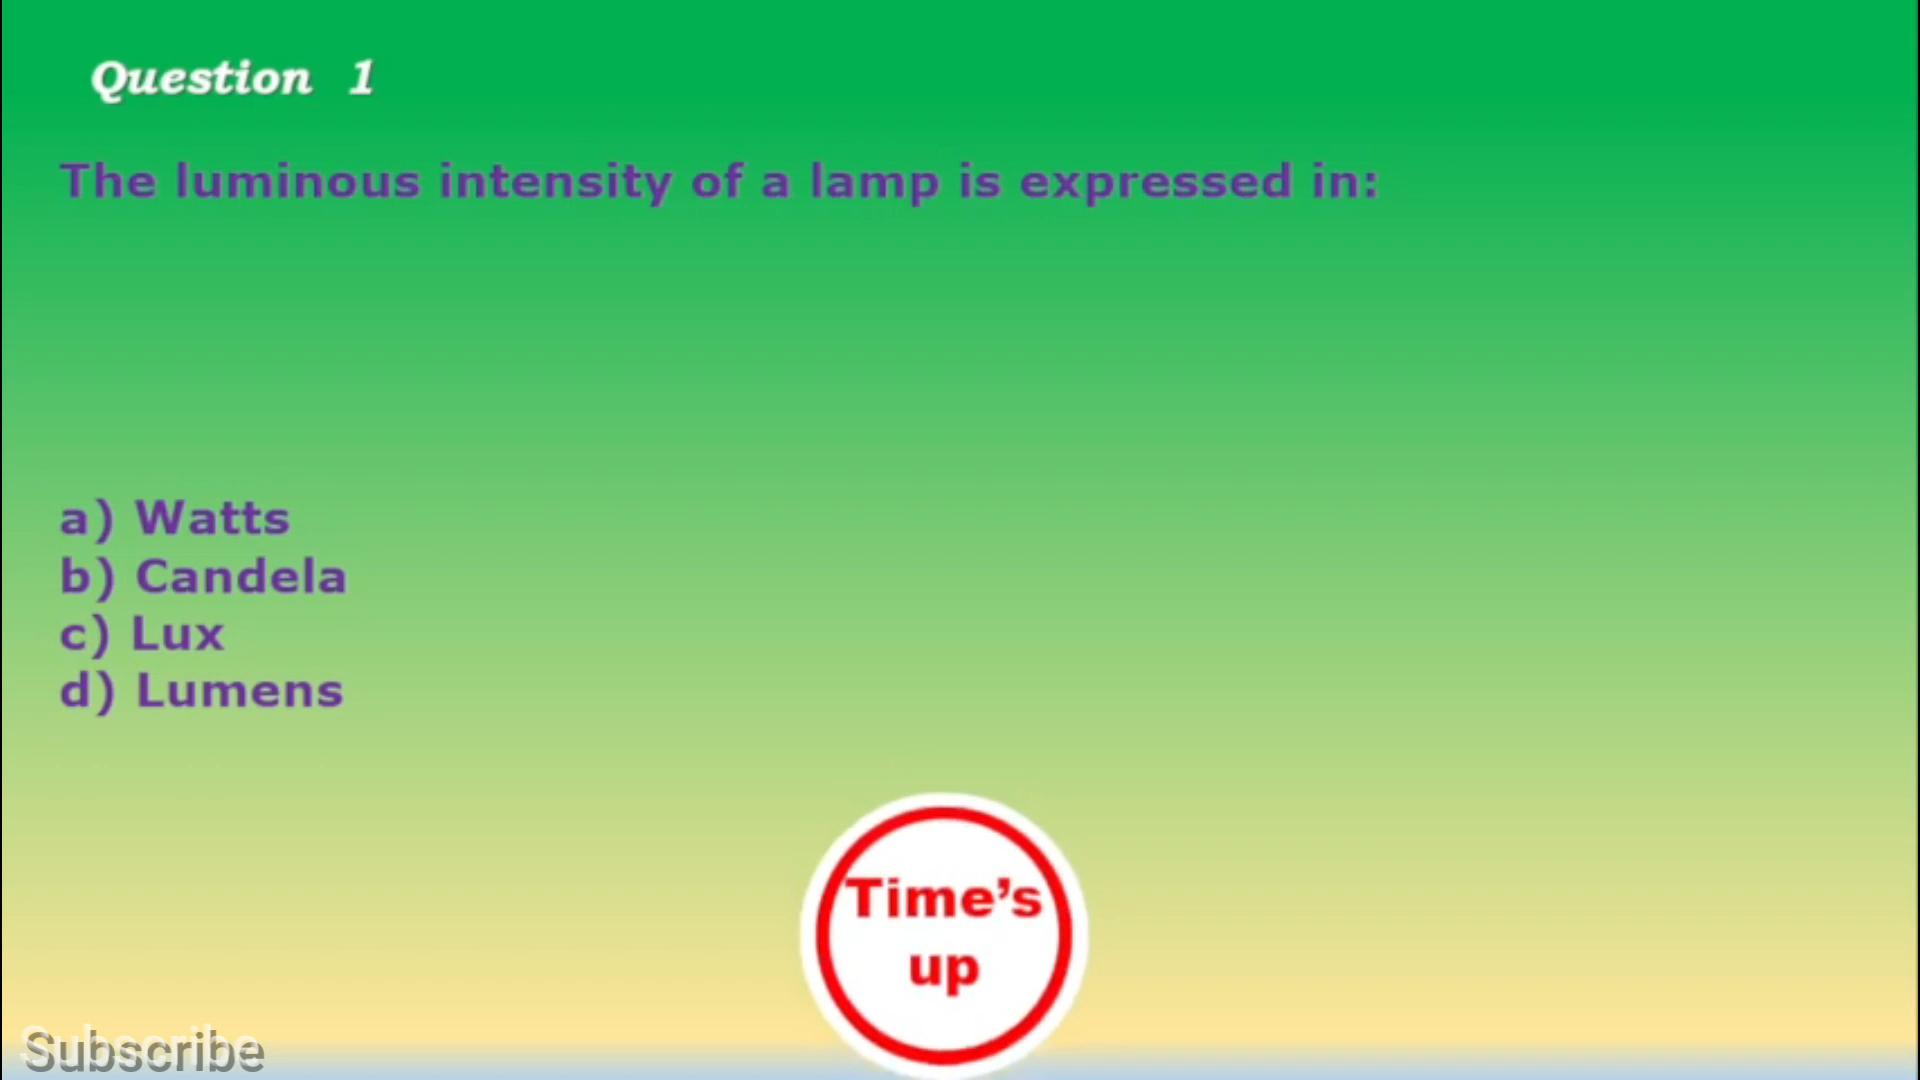 Question 1
The luminous intensity of a lamp is expressed in:
a) Watts
b) Candela
c) Lux
d) Lumens
Time’s
up
Subscribe